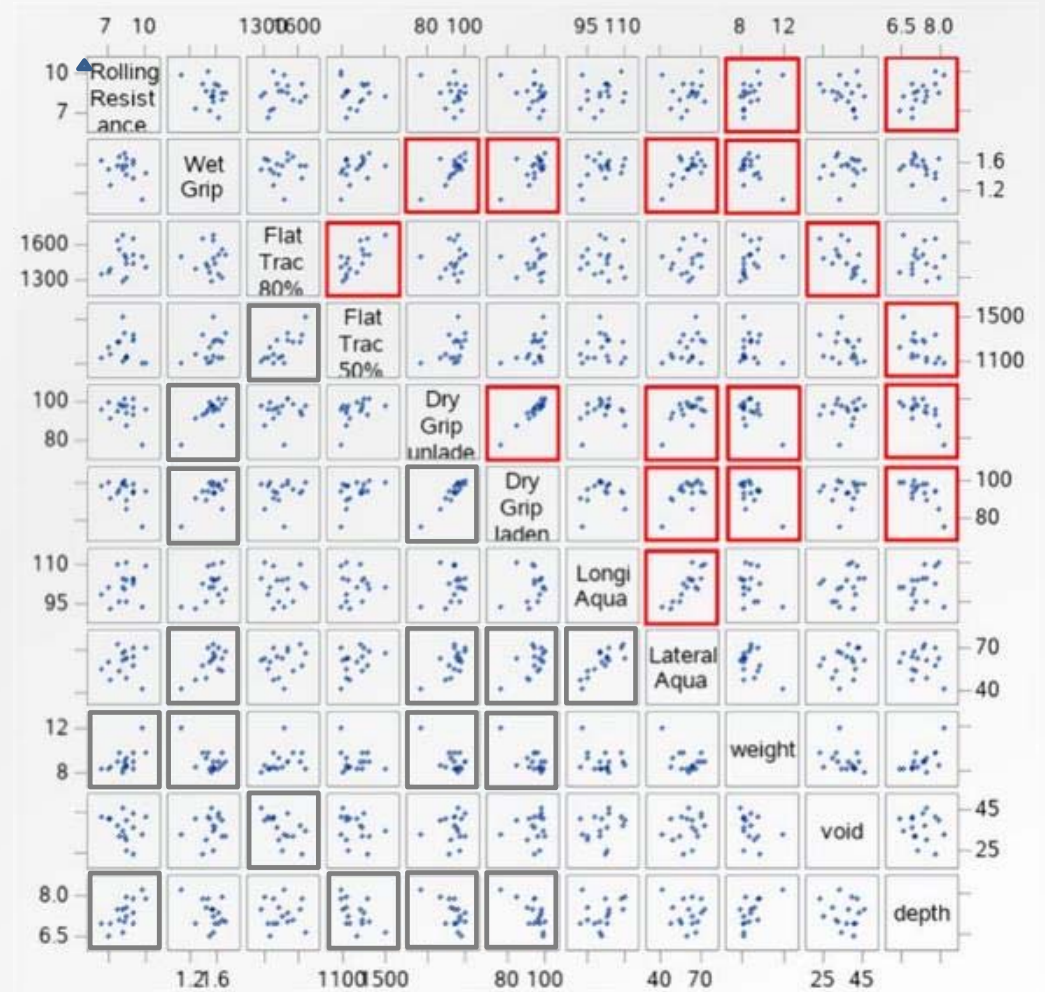 7 10 1300 1600 80 100 95 110 8 12 6.5 8.0
10
7
Rolling
Resist
ance
Wet
Grip
1.6
1.2
1600
1300
Flat
Trac
80%
Flat
Trac
50%
1500
1100
100
80
Dry
Grip
unlade
Dry
Grip
laden
100
80
110
95
Longi
Aqua
Lateral
Aqua
70
40
12
8
weight
void
45
25
8.0
6.5
depth
1.2 1.6 1100 1500 80 100 40 70 25 45